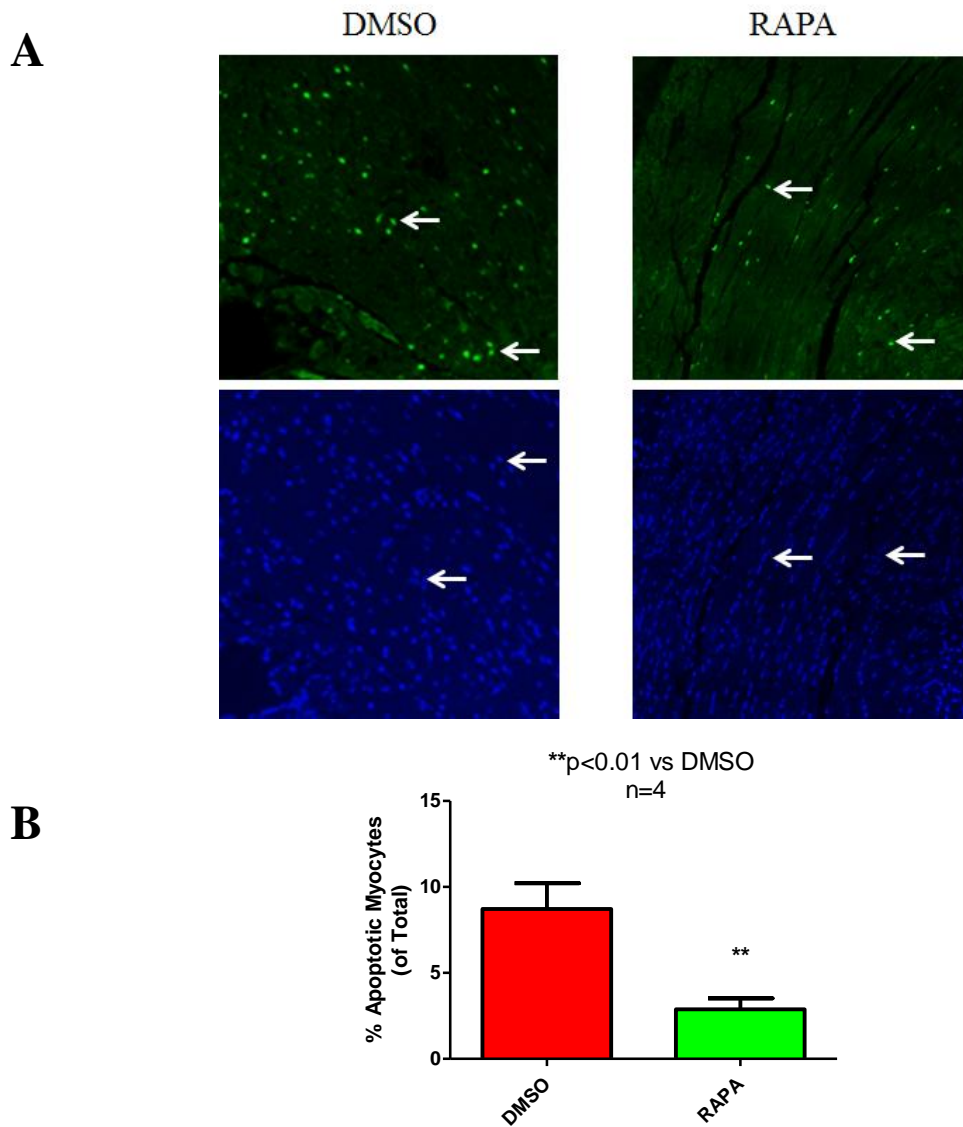 A
DMSO
RAPA
B
**p<0.01 vs DMSO
n=4
% Apoptotic Myocytes
(of Total)
15
10
5
0
**
DMSO
RAPA